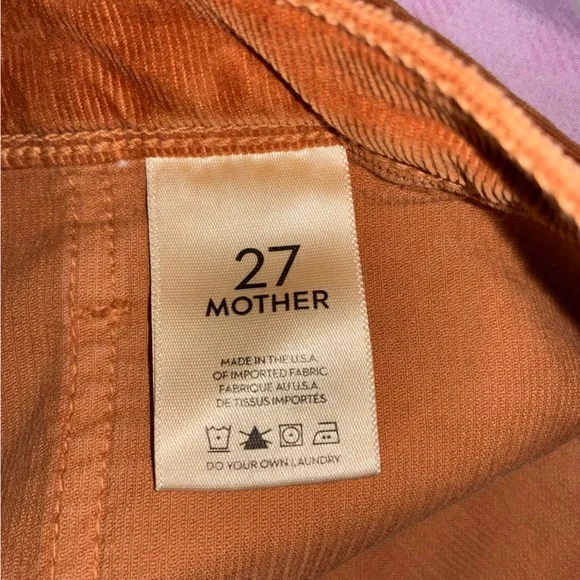 27
MOTHER
MADE IN THE U.S.A.
OF IMPORTED FABRIC
FABRIQUE AU U.S.A.
DE TISSUS IMPORTÉS
DO YOUR OWN LAUNDRY